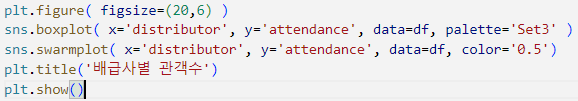 plt.figure( figsize=(20,6) )
sns.boxplot( x='distributor', y='attendance', data=df, palette='Set3' )
sns.swarmplot( x='distributor', y='attendance', data=df, color='0.5')
plt.title('배급사별 관객수')
plt.show()